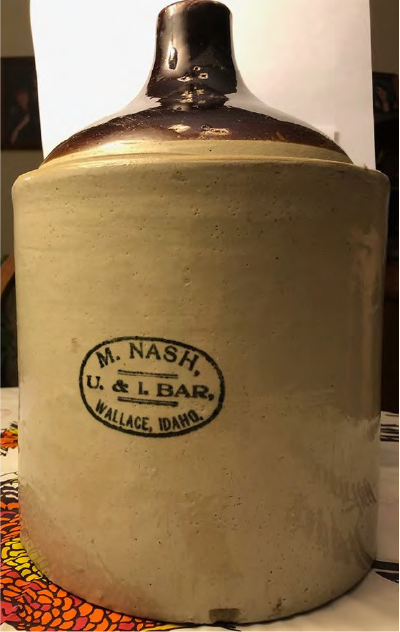 M. NASH,
U. & I. BAR,
WALLACE, IDAHO.